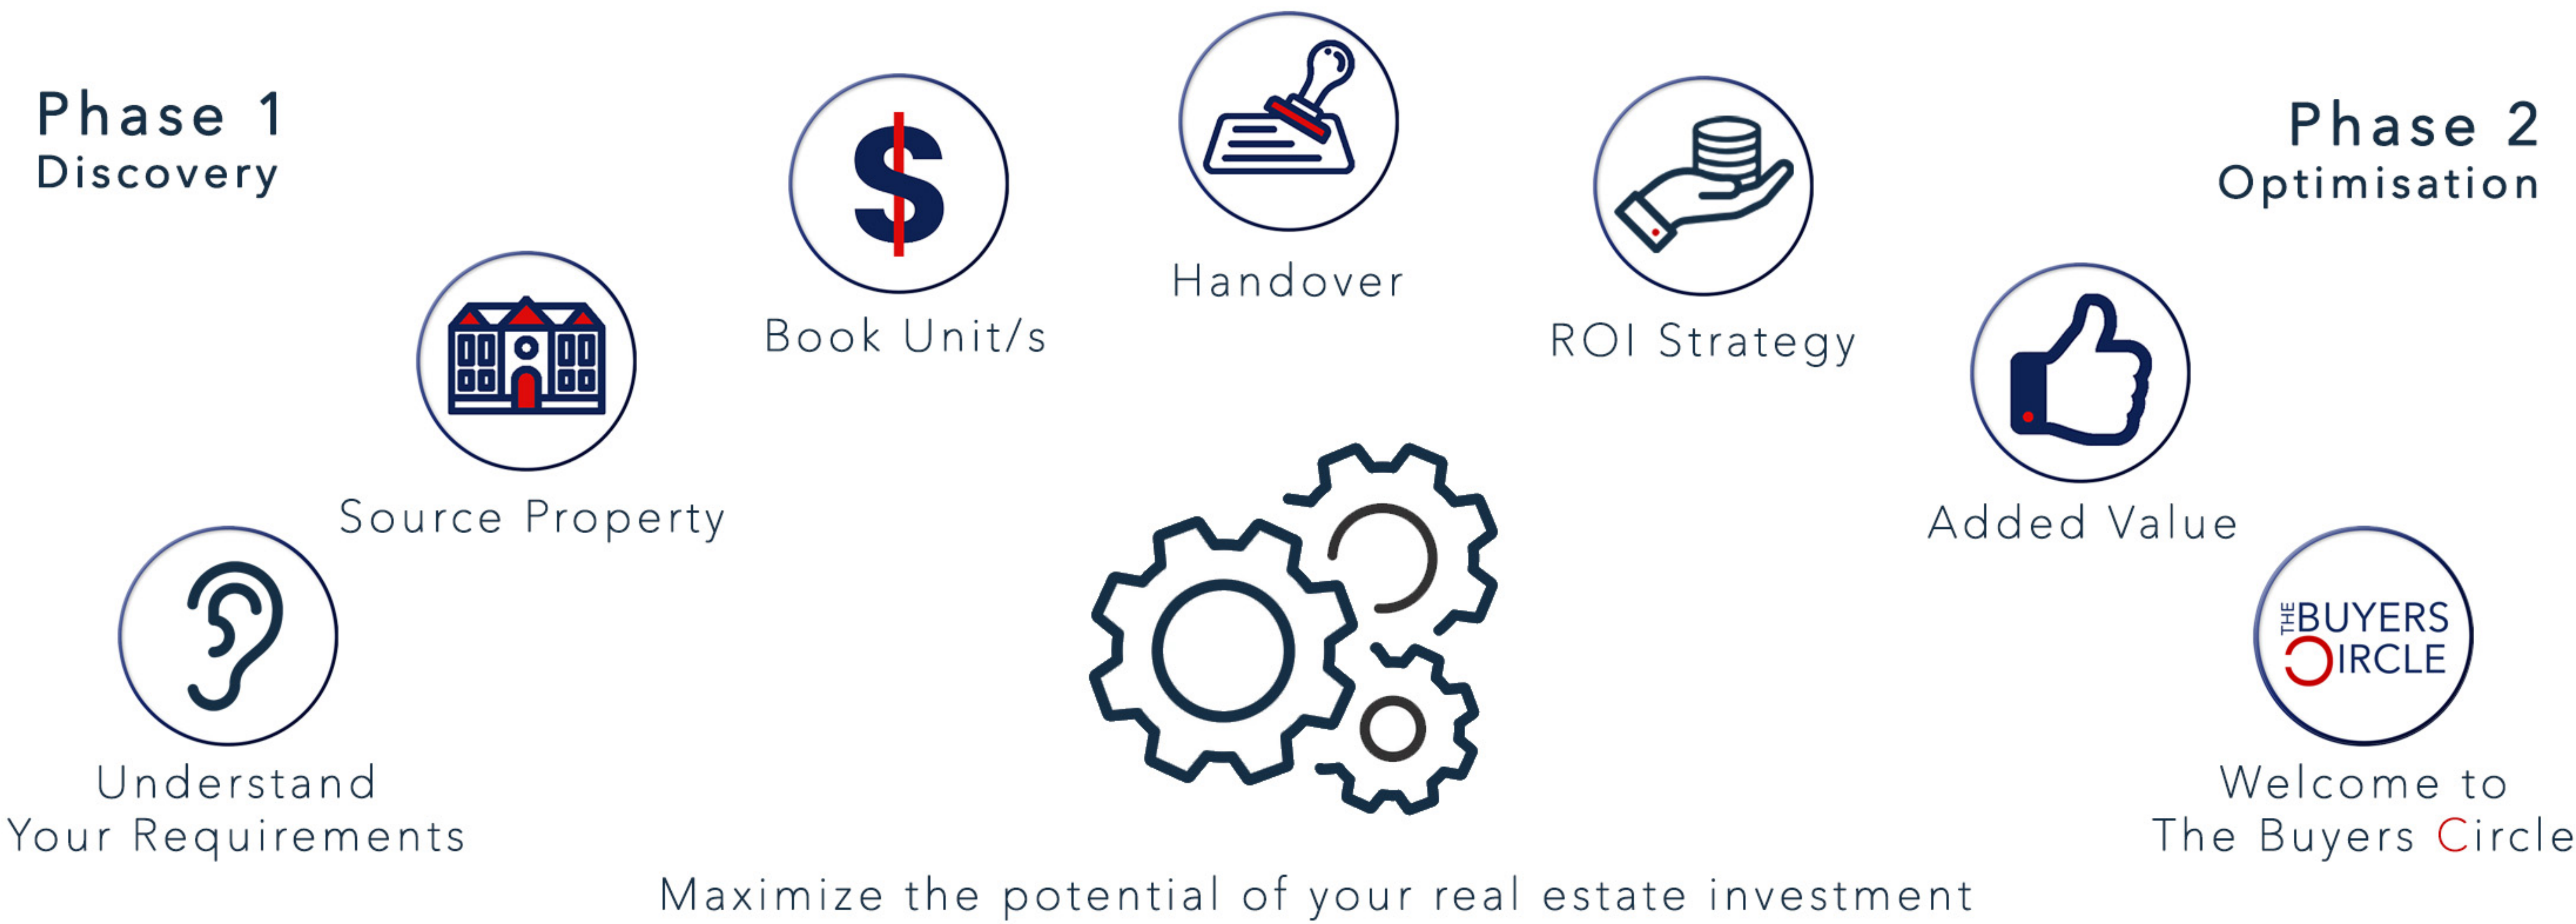 Phase 1
Discovery
Understand
Your Requirements
Source Property
Book Unit/s
Handover
ROI Strategy
Added Value
Phase 2
Optimisation
THE BUYERS
CIRCLE
Welcome to
The Buyers Circle
Maximize the potential of your real estate investment